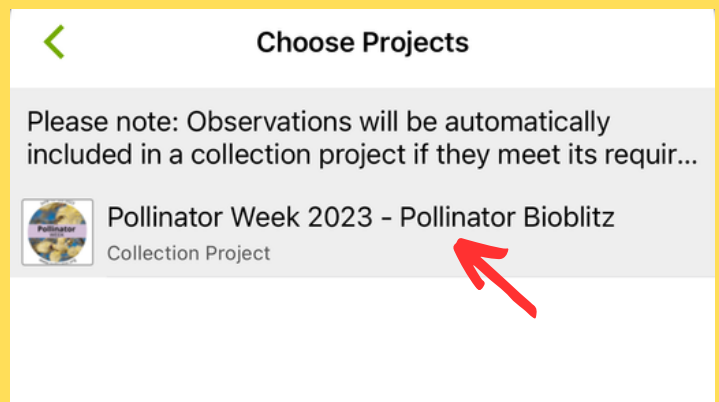 Choose Projects
Please note: Observations will be automatically
included in a collection project if they meet its requir...
Pollinator Week 2023 - Pollinator Bioblitz
Collection Project
Pollinator
WEEK